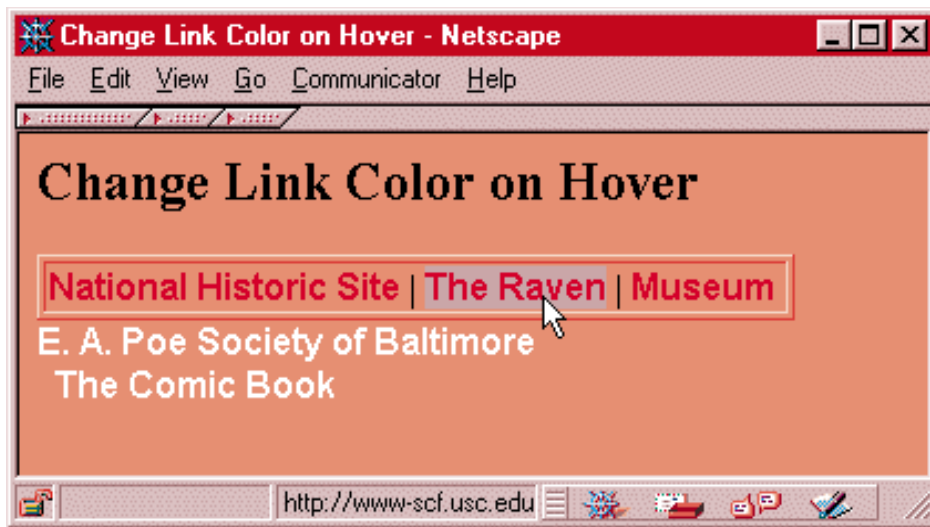 Change Link Color on Hover - Netscape
File Edit View Go Communicator Help
Change Link Color on Hover
National Historic Site | The Raven | Museum
E. A. Poe Society of Baltimore
The Comic Book
http://www-scf.usc.edu